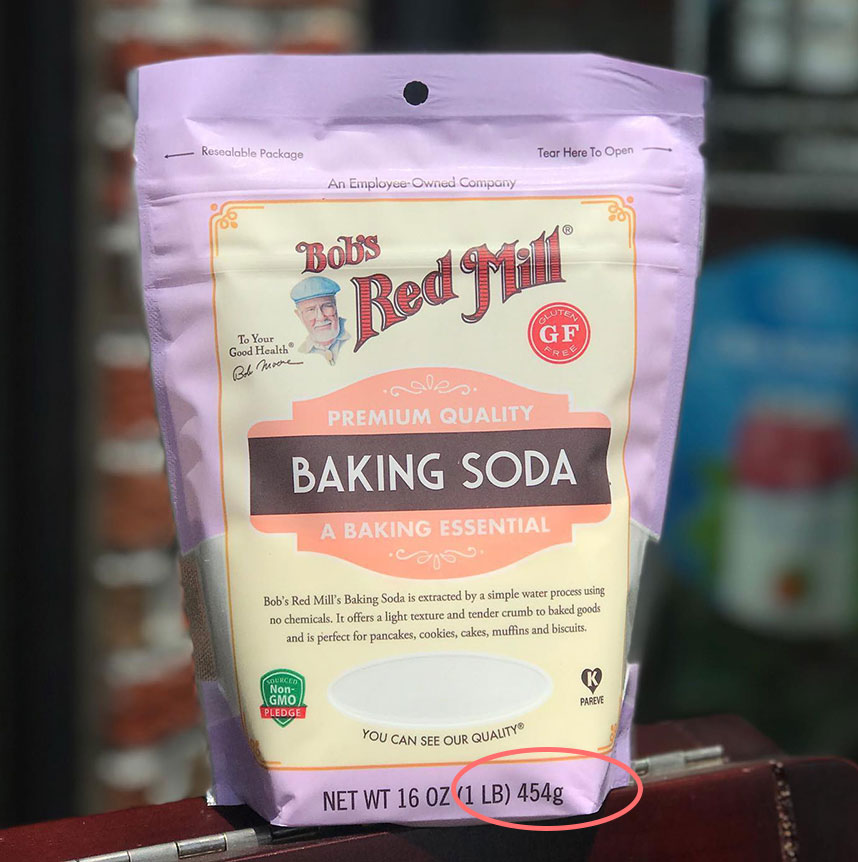 Resealable Package
Tear Here To Open
An Employee-Owned Company
Bob's
Red Mill®
To Your
Good Health®
Bob Moore
GLUTEN
GF
FREE
PREMIUM QUALITY
BAKING SODA
A BAKING ESSENTIAL
Bob's Red Mill's Baking Soda is extracted by a simple water process using
no chemicals. It offers a light texture and tender crumb to baked goods
and is perfect for pancakes, cookies, cakes, muffins and biscuits.
SOURCED
Non-
GMO
PLEDGE
K
PAREVE
YOU CAN SEE OUR QUALITY®
NET WT 16 OZ (1 LB) 454g